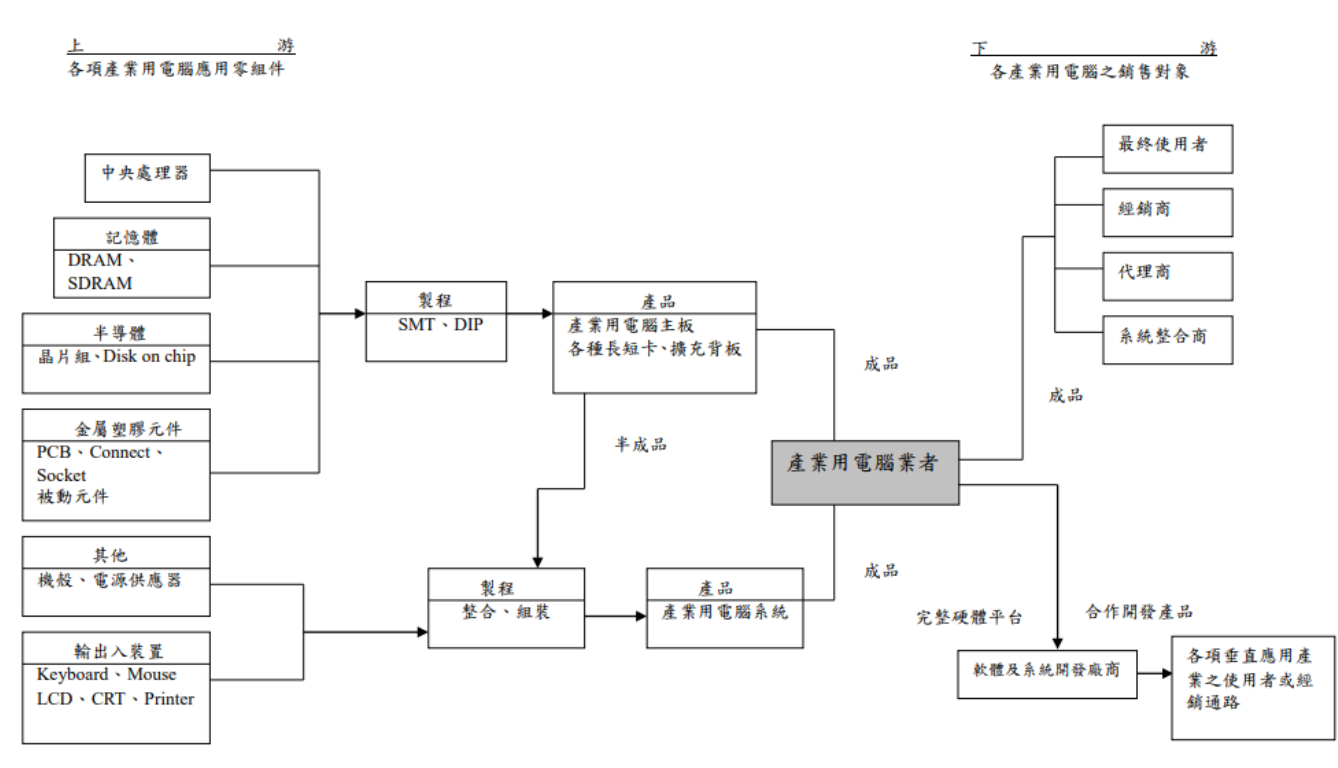 上 游
各項產業用電腦應用零組件
下 游
各產業用電腦之銷售對象
中央處理器
記憶體
DRAM、
SDRAM
半導體
晶片組、Disk on chip
金屬塑膠元件
PCB、Connect、
Socket
被動元件
其他
機殼、電源供應器
輸出入裝置
Keyboard、Mouse
LCD、CRT、Printer
製程
SMT、DIP
產品
產業用電腦主板
各種長短卡、擴充背板
半成品
製程
整合、組裝
產品
產業用電腦系統
成品
成品
產業用電腦業者
成品
最終使用者
經銷商
代理商
系統整合商
完整硬體平台
合作開發產品
軟體及系統開發廠商
各項垂直應用產
業之使用者或經
銷通路